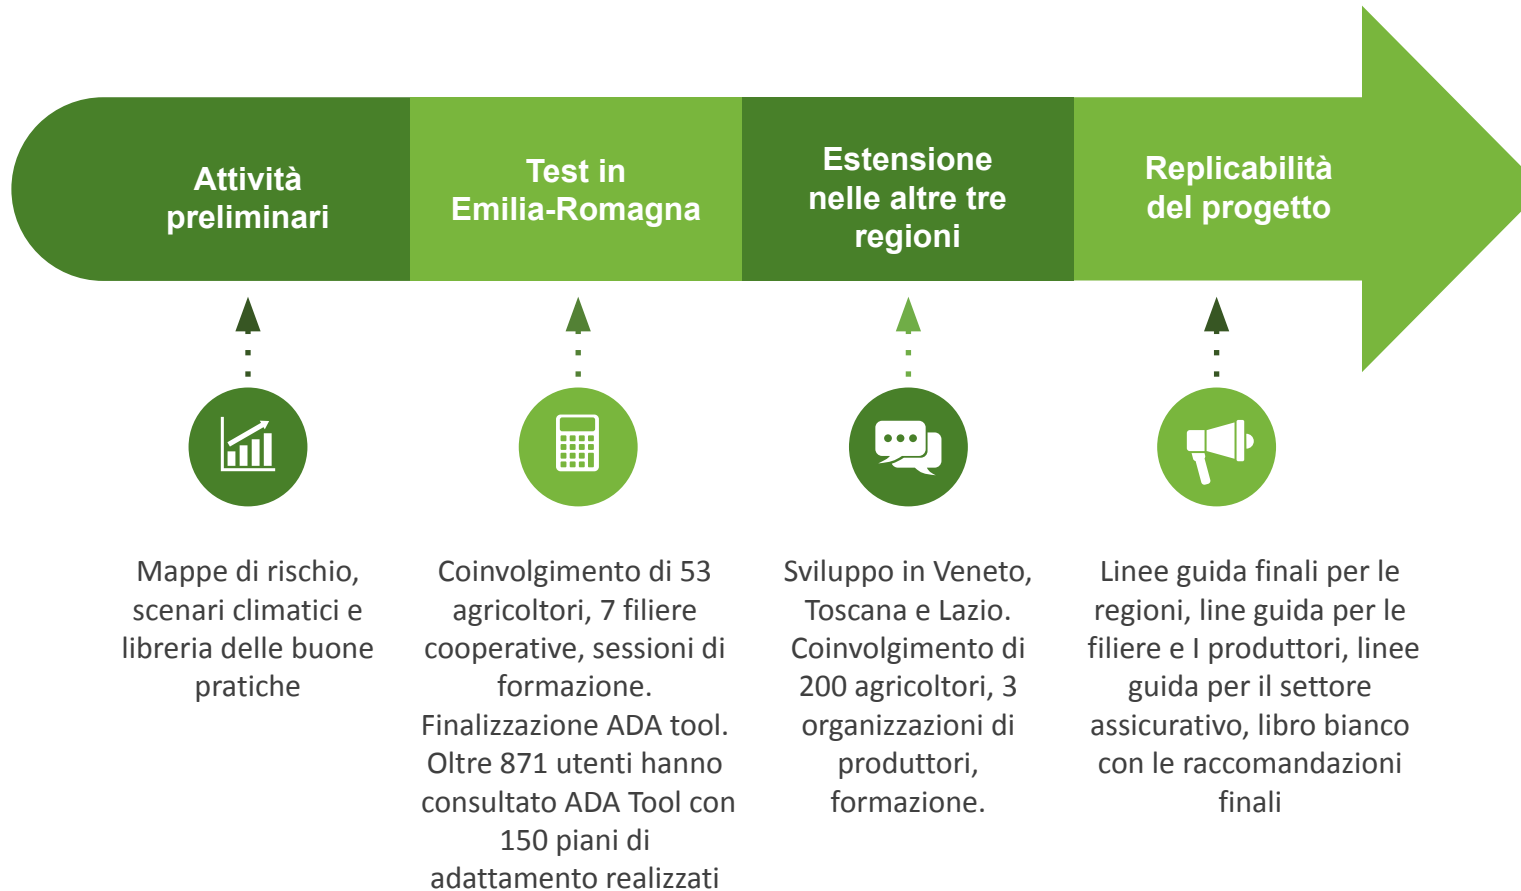 Attività
preliminari
Test in
Emilia-Romagna
Estensione
nelle altre tre
regioni
Replicabilità
del progetto
Mappe di rischio,
scenari climatici e
libreria delle buone
pratiche
Coinvolgimento di 53
agricoltori, 7 filiere
cooperative, sessioni di
formazione.
Finalizzazione ADA tool.
Oltre 871 utenti hanno
consultato ADA Tool con
150 piani di
adattamento realizzati
Sviluppo in Veneto,
Toscana e Lazio.
Coinvolgimento di
200 agricoltori, 3
organizzazioni di
produttori,
formazione.
Linee guida finali per le
regioni, line guida per le
filiere e I produttori, linee
guida per il settore
assicurativo, libro bianco
con le raccomandazioni
finali